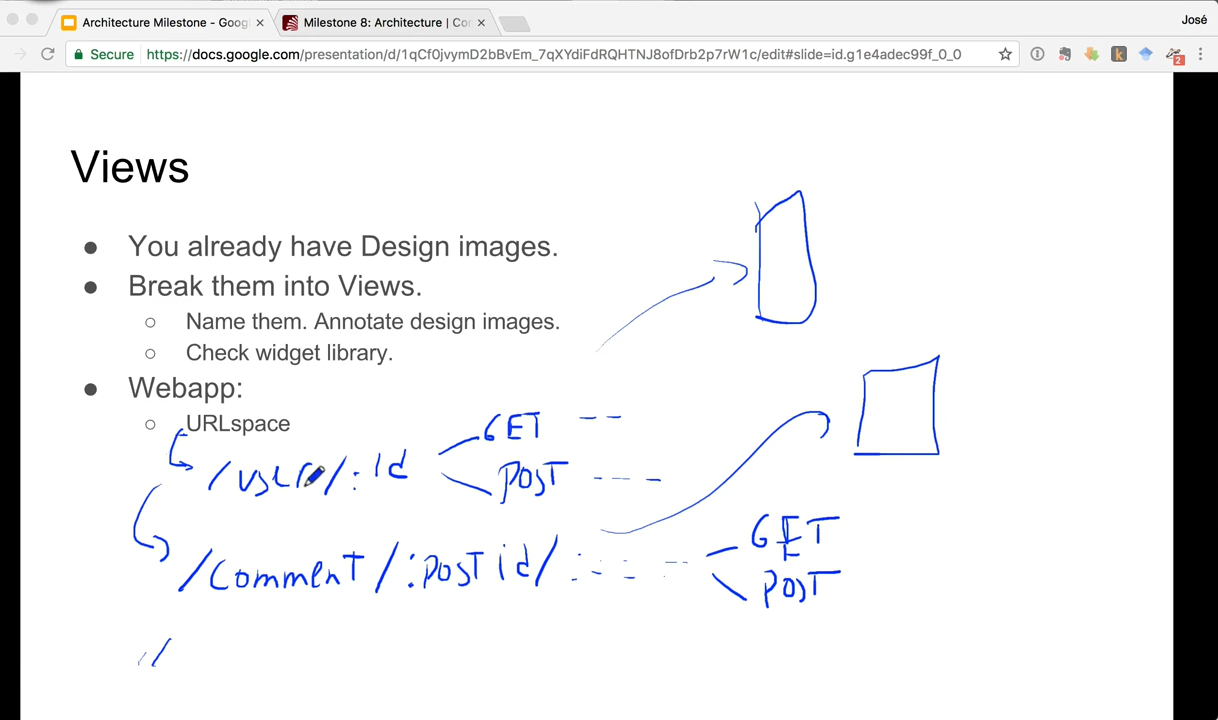 Architecture Milestone - Goog
Milestone 8: Architecture | Co
José
Secure
https://docs.google.com/presentation/d/1qCf0jvymD2bBvEm_7qXYdiFdRQHTNJ8ofDrb2p7rW1c/edit#slide=id.g1e4adec99f_0_0
2
Views
● You already have Design images.
● Break them into Views.
○ Name them. Annotate design images.
○ Check widget library.
● Webapp:
○ URLspace
GET --
/user/:id
POST ---
GET
/comment/:postid/:---
POST